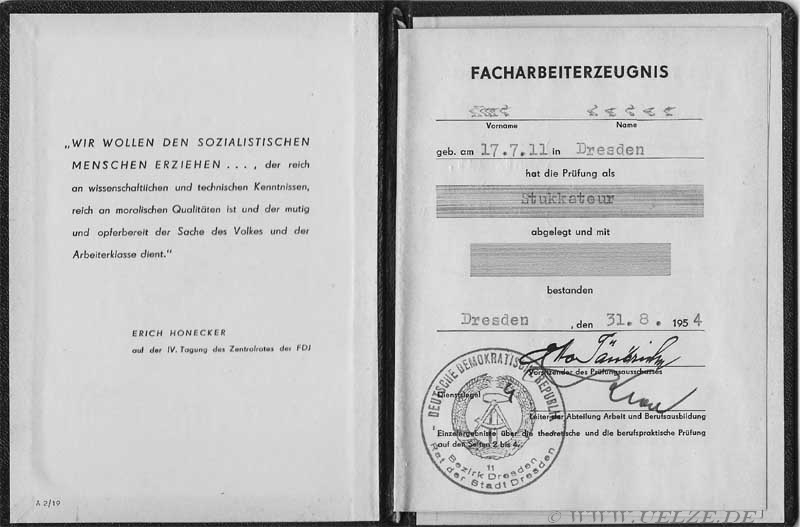 „WIR WOLLEN DEN SOZIALISTISCHEN
MENSCHEN ERZIEHEN . . . , der reich
an wissenschaftlichen und technischen Kenntnissen,
reich an moralischen Qualitäten ist und der mutig
und opferbereit der Sache des Volkes und der
Arbeiterklasse dient.“
ERICH HONECKER
auf der IV. Tagung des Zentralrates der FDJ
A 2/19
FACHARBEITERZEUGNIS
Vorname Name
geb. am 17.7.11 in Dresden
hat die Prüfung als
Stukkateur
abgelegt und mit
bestanden
Dresden , den 31.8. 1954
Vorsitzender des Prüfungsausschusses
Dienstsiegel
Leiter der Abteilung Arbeit und Berufsausbildung
Einzelergebnisse über die theoretische und die berufspraktische Prüfung
auf den Seiten 2 bis 4.
DEUTSCHE DEMOKRATISCHE REPUBLIK
11
Bezirk Dresden
Rat der Stadt Dresden
© WWW.UELZE.DE